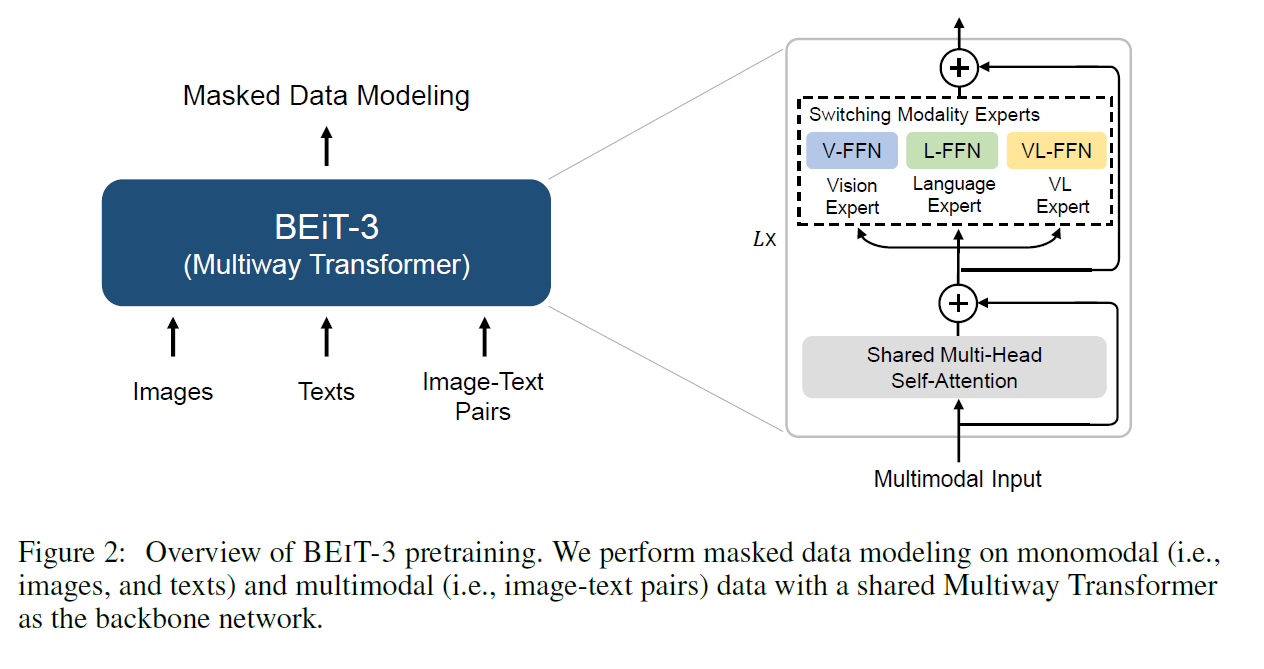 Masked Data Modeling
BEiT-3
(Multiway Transformer)
Images
Texts
Image-Text
Pairs
Switching Modality Experts
V-FFN
L-FFN
VL-FFN
Vision
Expert
Language
Expert
VL
Expert
Lx
Shared Multi-Head
Self-Attention
Multimodal Input
Figure 2: Overview of BEIT-3 pretraining. We perform masked data modeling on monomodal (i.e.,
images, and texts) and multimodal (i.e., image-text pairs) data with a shared Multiway Transformer
as the backbone network.